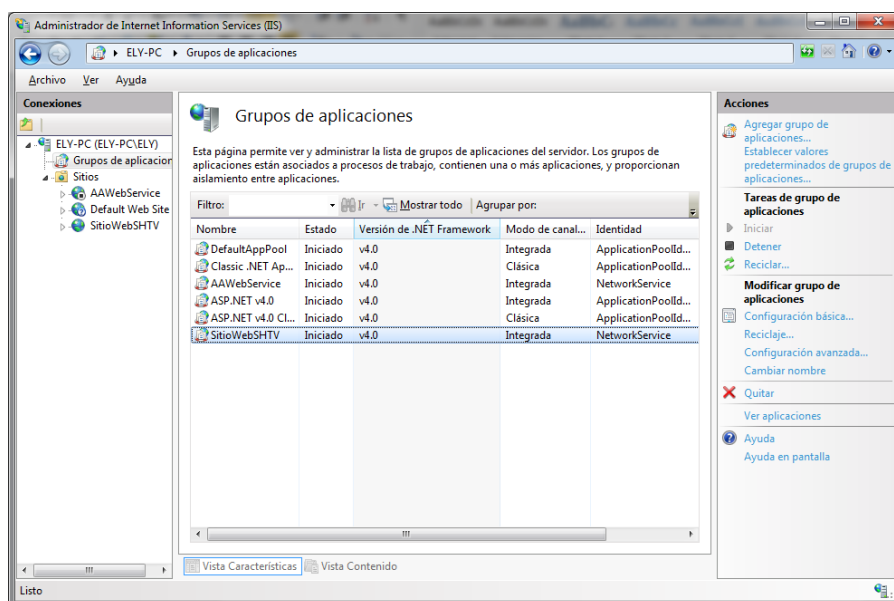 Administrador de Internet Information Services (IIS)
ELY-PC
Grupos de aplicaciones
Archivo Ver Ayuda
Conexiones
ELY-PC (ELY-PC\ELY)
Grupos de aplicacion
Sitios
AAWebService
Default Web Site
SitioWebSHTV
Grupos de aplicaciones
Esta página permite ver y administrar la lista de grupos de aplicaciones del servidor. Los grupos de
aplicaciones están asociados a procesos de trabajo, contienen una o más aplicaciones, y proporcionan
aislamiento entre aplicaciones.
Filtro: Ir Mostrar todo Agrupar por:
Nombre Estado Versión de .NET Framework Modo de canal... Identidad
DefaultAppPool Iniciado v4.0 Integrada ApplicationPoolId...
Classic .NET Ap... Iniciado v4.0 Clásica ApplicationPoolId...
AAWebService Iniciado v4.0 Integrada NetworkService
ASP.NET v4.0 Iniciado v4.0 Integrada ApplicationPoolId...
ASP.NET v4.0 Cl... Iniciado v4.0 Clásica ApplicationPoolId...
SitioWebSHTV Iniciado v4.0 Integrada NetworkService
Vista Características Vista Contenido
Acciones
Agregar grupo de
aplicaciones...
Establecer valores
predeterminados de grupos de
aplicaciones...
Tareas de grupo de
aplicaciones
Iniciar
Detener
Reciclar...
Modificar grupo de
aplicaciones
Configuración básica...
Reciclaje...
Configuración avanzada...
Cambiar nombre
Quitar
Ver aplicaciones
Ayuda
Ayuda en pantalla
Listo